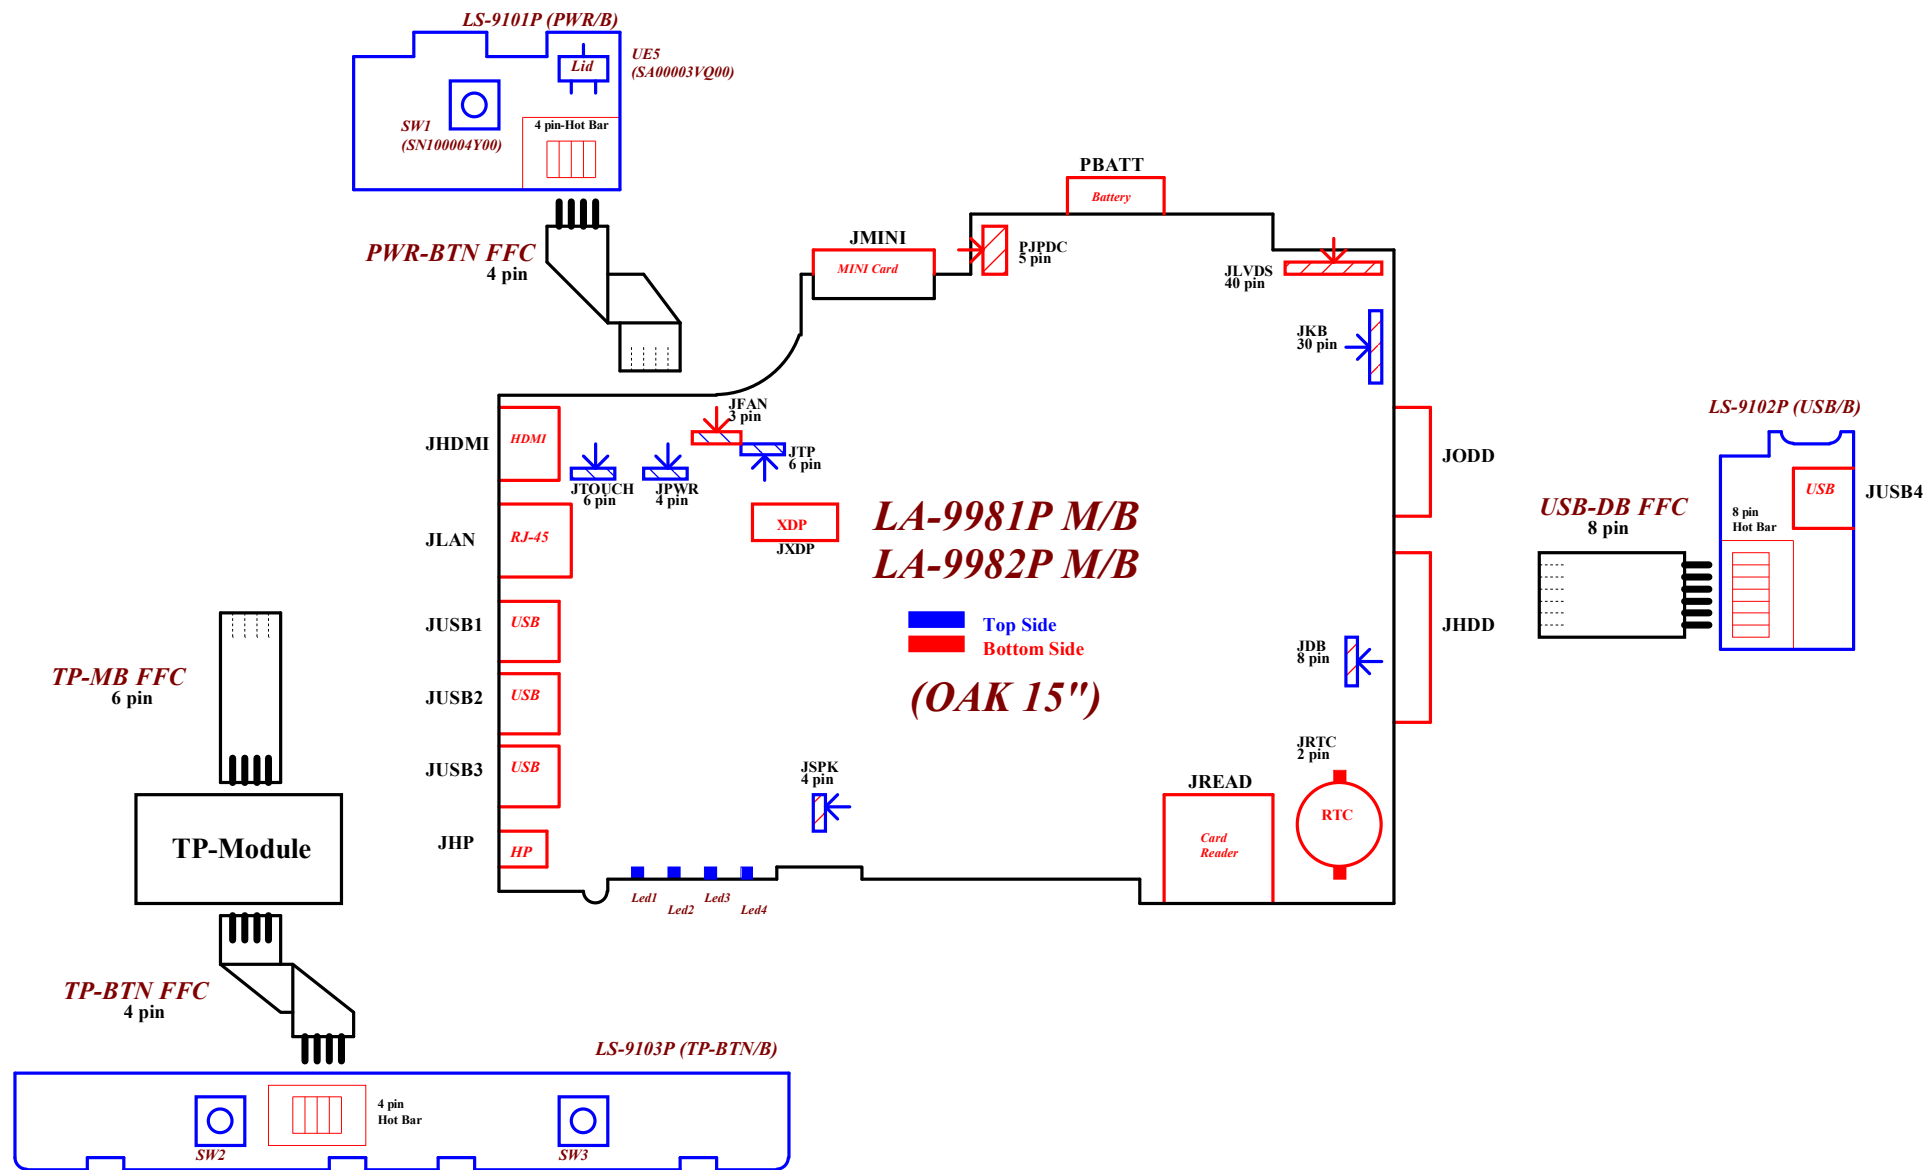 LS-9101P (PWR/B)
Lid
UE5
(SA00003VQ00)
SW1
(SN100004Y00)
4 pin-Hot Bar
PWR-BTN FFC
4 pin
PBATT
Battery
JMINI
MINI Card
PJPDC
5 pin
JLVDS
40 pin
JKB
30 pin
JFAN
3 pin
JTP
6 pin
JHDMI
HDMI
JTOUCH
6 pin
JPWR
4 pin
JLAN
RJ-45
XDP
JXDP
LA-9981P M/B
LA-9982P M/B
Top Side
Bottom Side
(OAK 15")
JODD
JHDD
LS-9102P (USB/B)
USB
JUSB4
8 pin
Hot Bar
USB-DB FFC
8 pin
JUSB1
USB
JUSB2
USB
JUSB3
USB
JHP
HP
JDB
8 pin
JRTC
2 pin
RTC
JSPK
4 pin
JREAD
Card
Reader
Led1
Led2
Led3
Led4
TP-MB FFC
6 pin
TP-Module
TP-BTN FFC
4 pin
LS-9103P (TP-BTN/B)
4 pin
Hot Bar
SW2
SW3